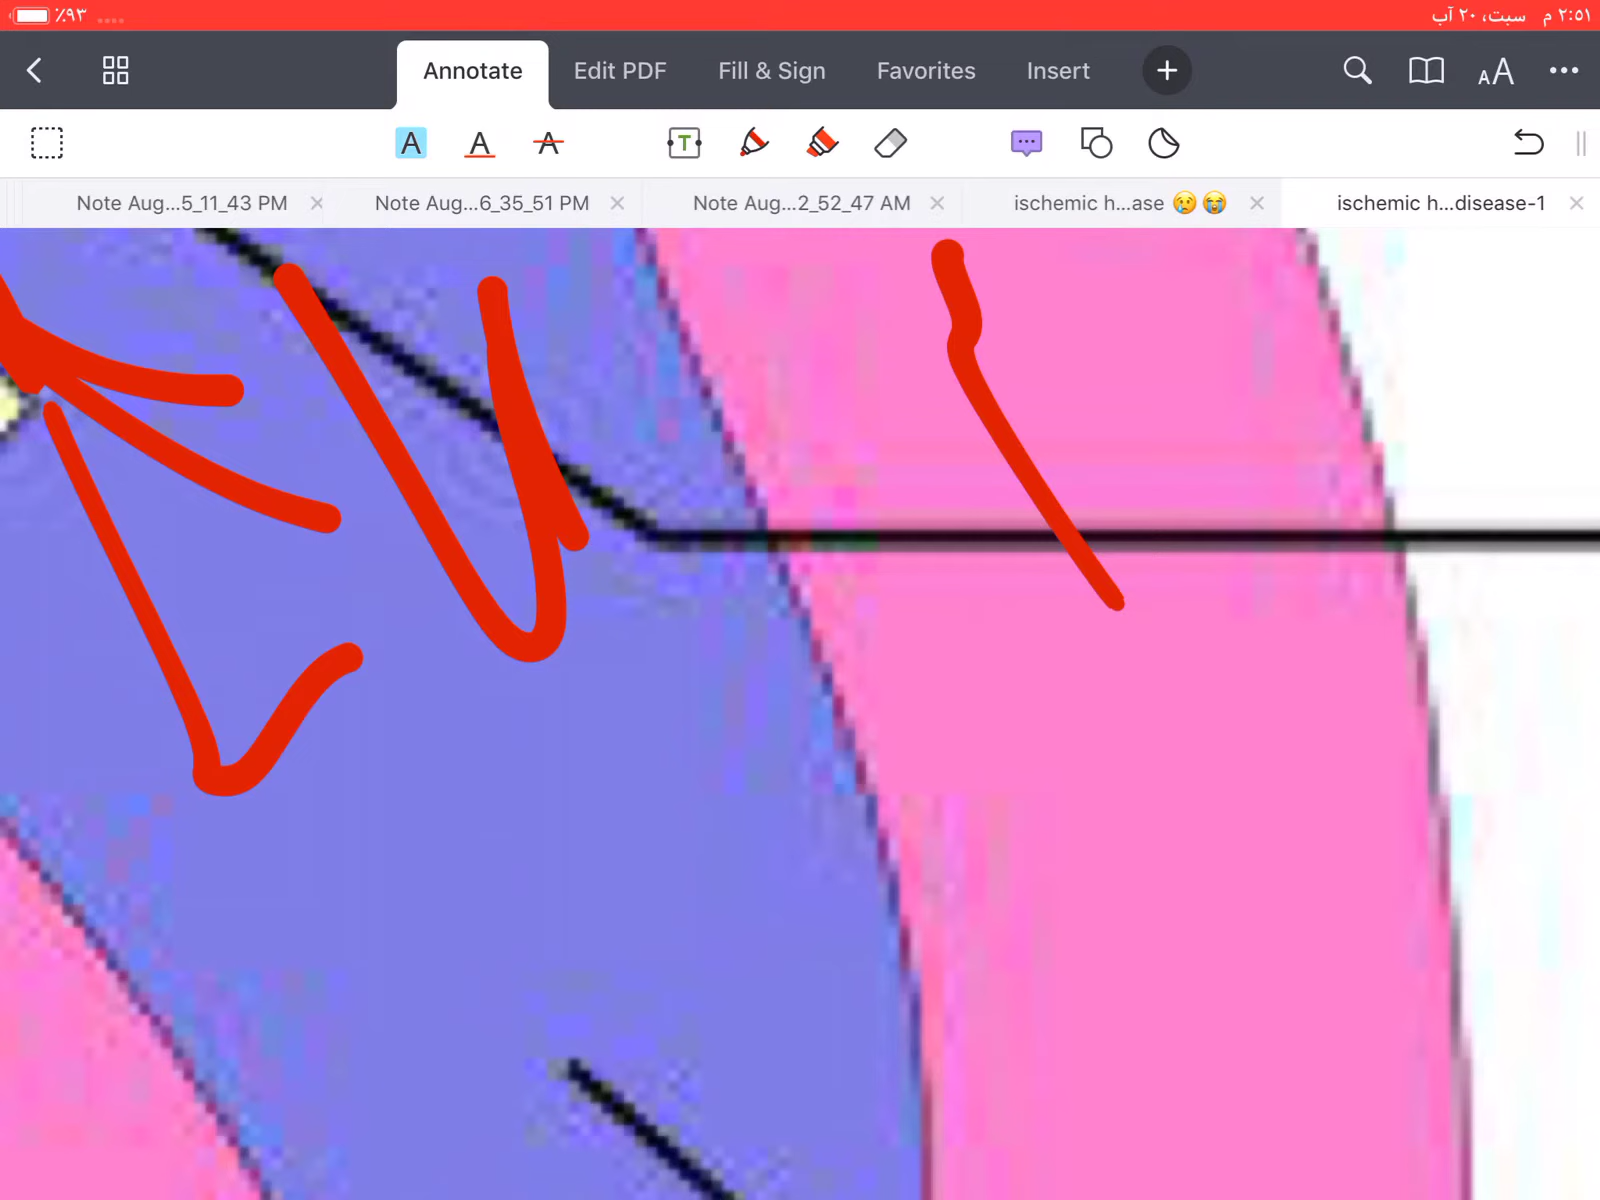 ٪٩٣ سبت، ٢٠ آب ٢:٥١ م
Annotate Edit PDF Fill & Sign Favorites Insert
Note Aug...5_11_43 PM Note Aug...6_35_51 PM Note Aug...2_52_47 AM ischemic h...ase 😢😭 ischemic h...disease-1